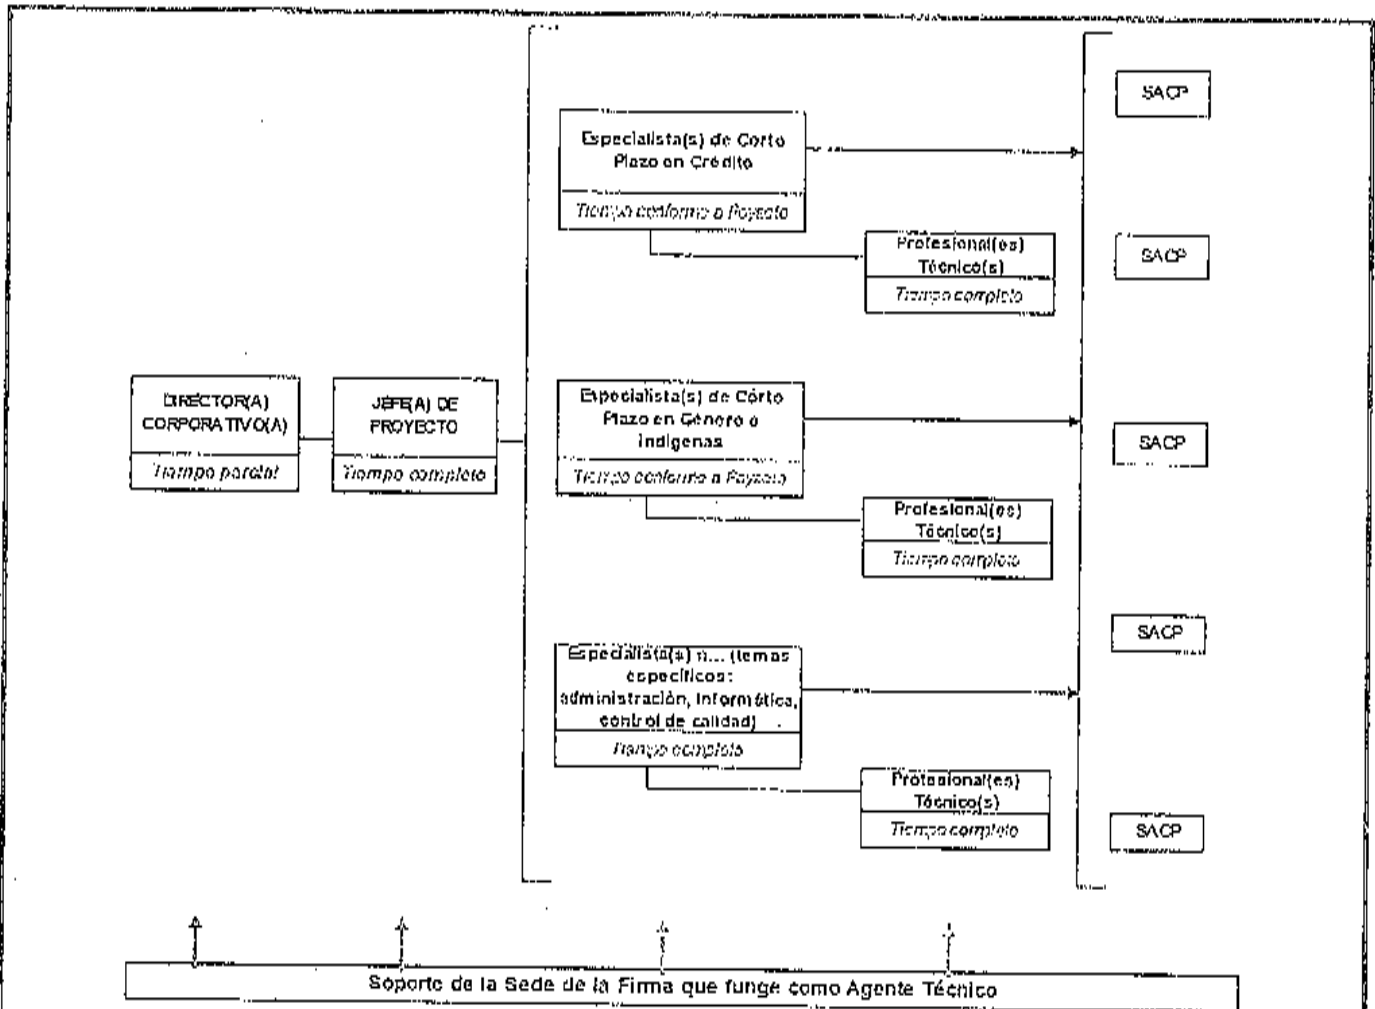 SACP
Especialista(s) de Corto
Plazo en Crédito
Tiempo conforme a Poyecto
Profesional(es)
Técnico(s)
Tiempo completo
SACP
DIRECTOR(A)
CORPORATIVO(A)
Tiempo parcial
JEFE(A) DE
PROYECTO
Tiempo completo
Especialista(s) de Corto
Plazo en Género o
Indígenas
Tiempo conforme a Poyecto
SACP
Profesional(es)
Técnico(s)
Tiempo completo
Especialista(s) n... (temas
específicos:
administración, informática,
control de calidad)
Tiempo completo
SACP
Profesional(es)
Técnico(s)
Tiempo completo
SACP
Soporte de la Sede de la Firma que funge como Agente Técnico